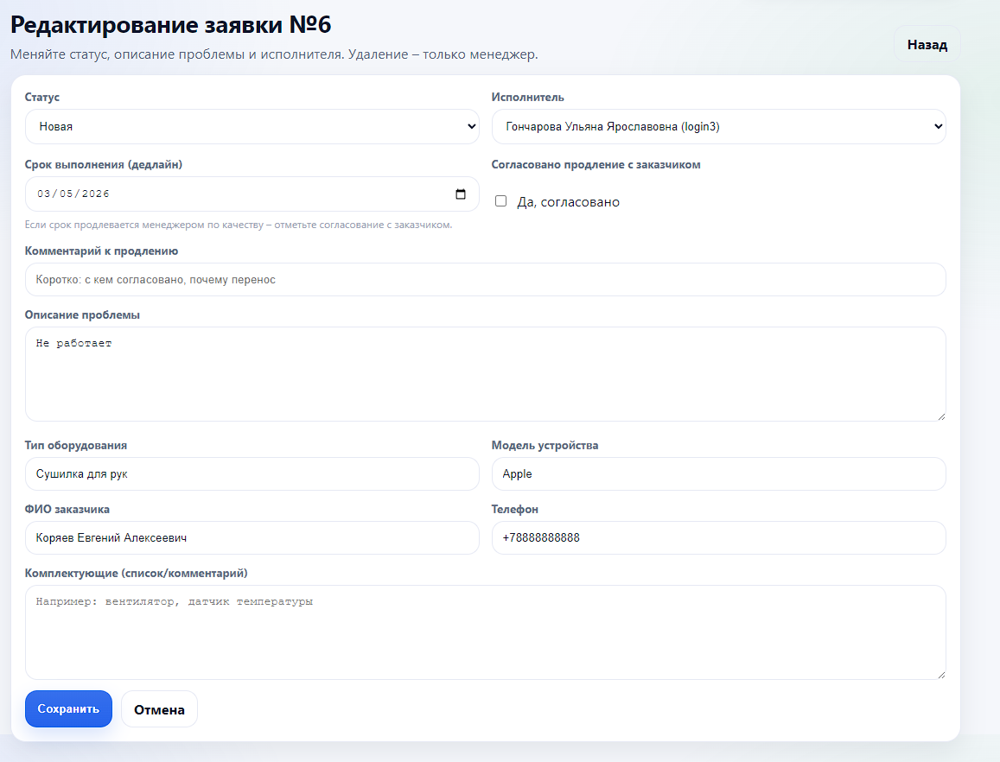 Редактирование заявки №6
Меняйте статус, описание проблемы и исполнителя. Удаление – только менеджер.
Назад
Статус
Исполнитель
Новая
Гончарова Ульяна Ярославовна (login3)
Срок выполнения (дедлайн)
Согласовано продление с заказчиком
03/05/2026
Да, согласовано
Если срок продлевается менеджером по качеству – отметьте согласование с заказчиком.
Комментарий к продлению
Коротко: с кем согласовано, почему перенос
Описание проблемы
Не работает
Тип оборудования
Модель устройства
Сушилка для рук
Apple
ФИО заказчика
Телефон
Коряев Евгений Алексеевич
+78888888888
Комплектующие (список/комментарий)
Например: вентилятор, датчик температуры
Сохранить
Отмена